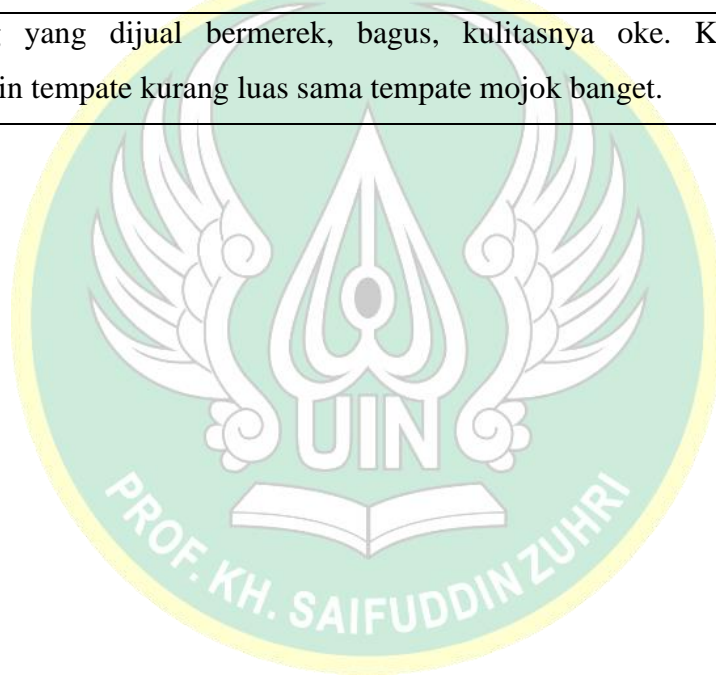 yang dijual bermerek, bagus, kulitasnya oke. K
in tempate kurang luas sama tempate mojok banget.
UIN
PROF. KH. SAIFUDDIN ZUHRI